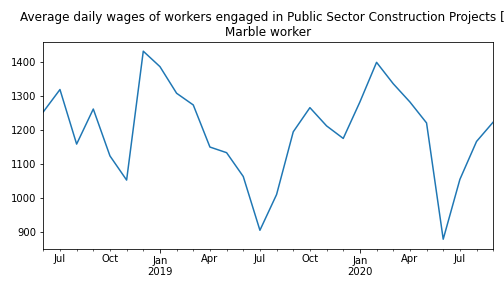 Average daily wages of workers engaged in Public Sector Construction Projects [
Marble worker
1400
1300
1200
1100
1000
900
Jul Oct Jan Apr Jul Oct Jan Apr Jul
2019 2020